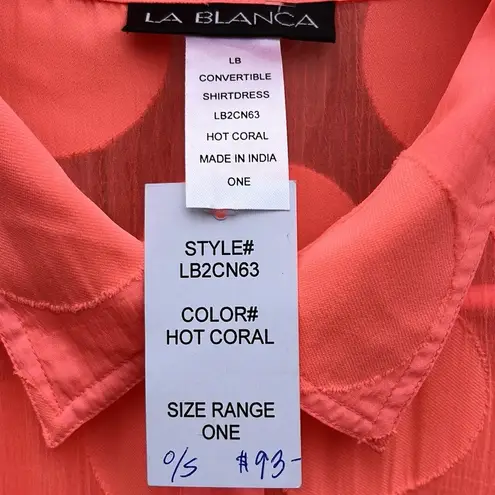 LA BLANCA
LB
CONVERTIBLE
SHIRTDRESS
LB2CN63
HOT CORAL
MADE IN INDIA
ONE
STYLE#
LB2CN63
COLOR#
HOT CORAL
SIZE RANGE
ONE
O/S $93-